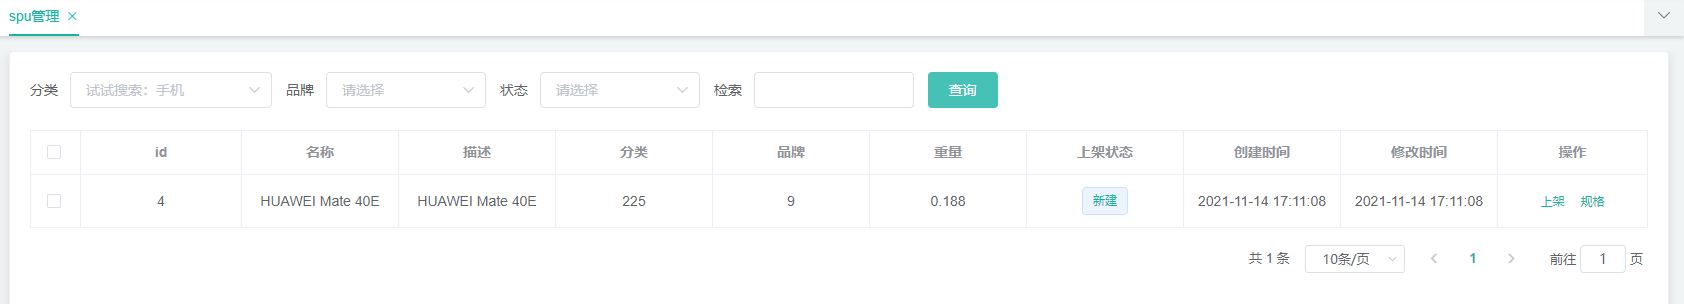 spu管理
分类 试试搜索：手机 品牌 请选择 状态 请选择 检索 查询
id 名称 描述 分类 品牌 重量 上架状态 创建时间 修改时间 操作
4 HUAWEI Mate 40E HUAWEI Mate 40E 225 9 0.188 新建 2021-11-14 17:11:08 2021-11-14 17:11:08 上架 规格
共 1 条 10条/页 1 前往 1 页